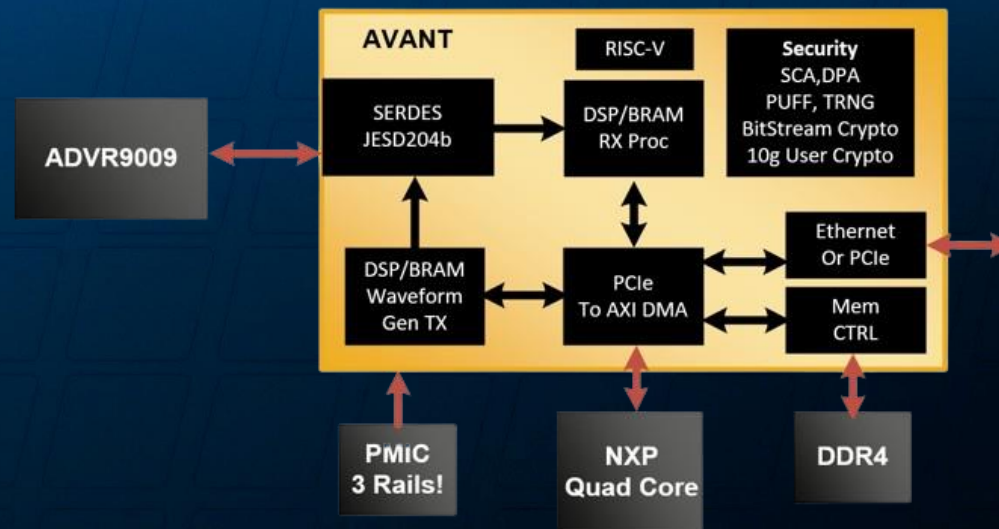 AVANT
RISC-V
Security
SCA,DPA
PUFF, TRNG
BitStream Crypto
10g User Crypto
SERDES
JESD204b
DSP/BRAM
RX Proc
ADVR9009
DSP/BRAM
Waveform
Gen TX
PCIe
To AXI DMA
Ethernet
Or PCIe
Mem
CTRL
PMIC
3 Rails!
NXP
Quad Core
DDR4